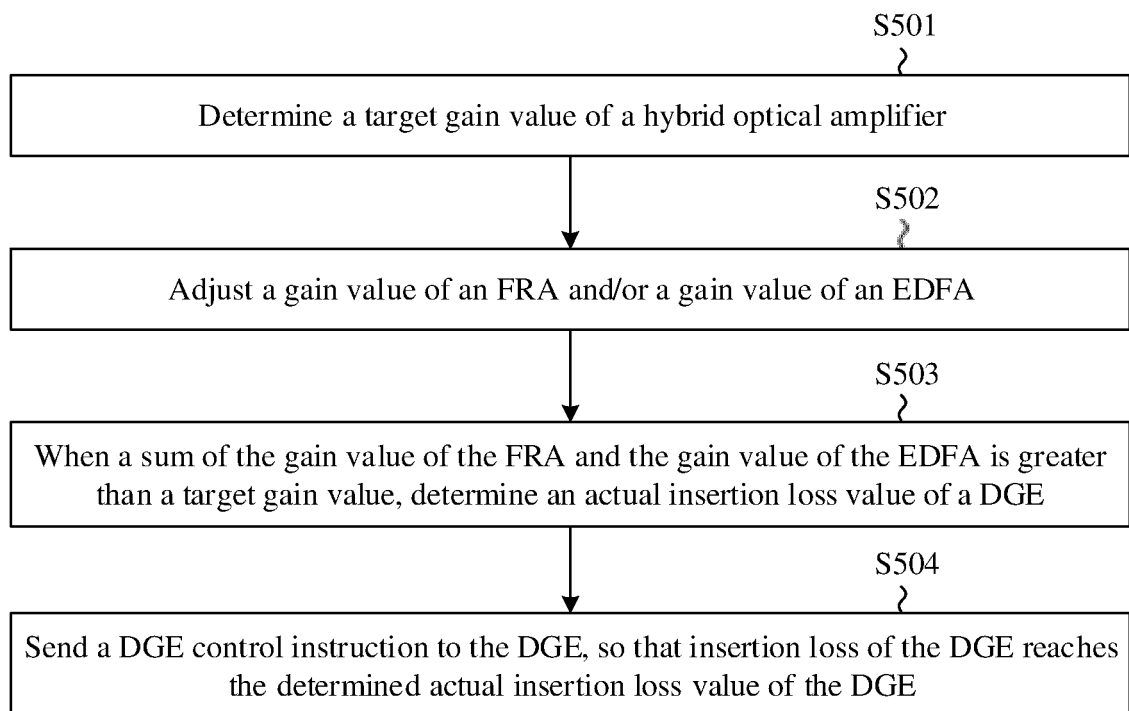 S501
Determine a target gain value of a hybrid optical amplifier
S502
Adjust a gain value of an FRA and/or a gain value of an EDFA
S503
When a sum of the gain value of the FRA and the gain value of the EDFA is greater
than a target gain value, determine an actual insertion loss value of a DGE
S504
Send a DGE control instruction to the DGE, so that insertion loss of the DGE reaches
the determined actual insertion loss value of the DGE